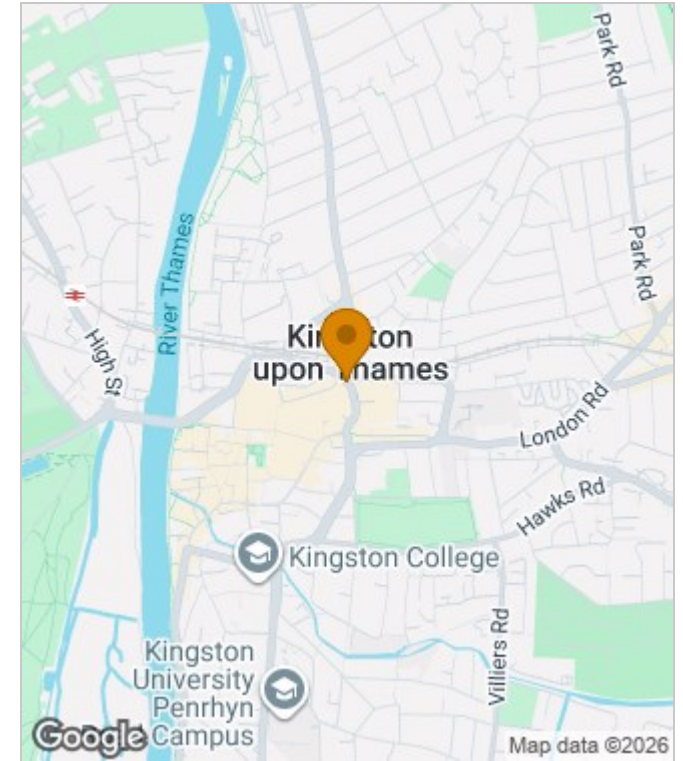 Park Rd
River Thames
Park Rd
High St
Kingston
upon Thames
London Rd
Hawks Rd
Kingston College
Villiers Rd
Kingston
University
Penrhyn
Campus
Google
Map data ©2026